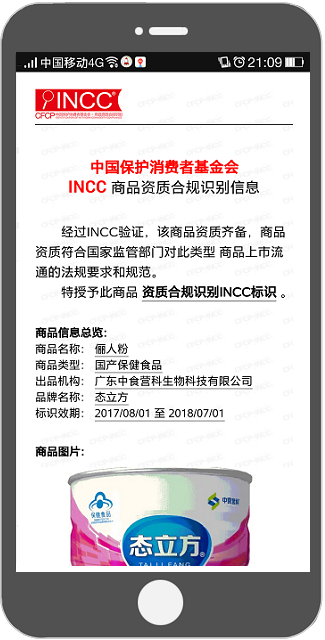 中国移动4G 21:09
INCC
CFCP
中国保护消费者基金会
INCC 商品资质合规识别信息
经过INCC验证，该商品资质齐备，商品
资质符合国家监管部门对此类型 商品上市流
通的法规要求和规范。
特授予此商品 资质合规识别INCC标识 。
商品信息总览：
商品名称： 俪人粉
商品类型： 国产保健食品
出品机构： 广东中食营科生物科技有限公司
品牌名称： 态立方
标识效期： 2017/08/01 至 2018/07/01
商品图片：
保健食品
中食营科
态立方®
TAI LI FANG